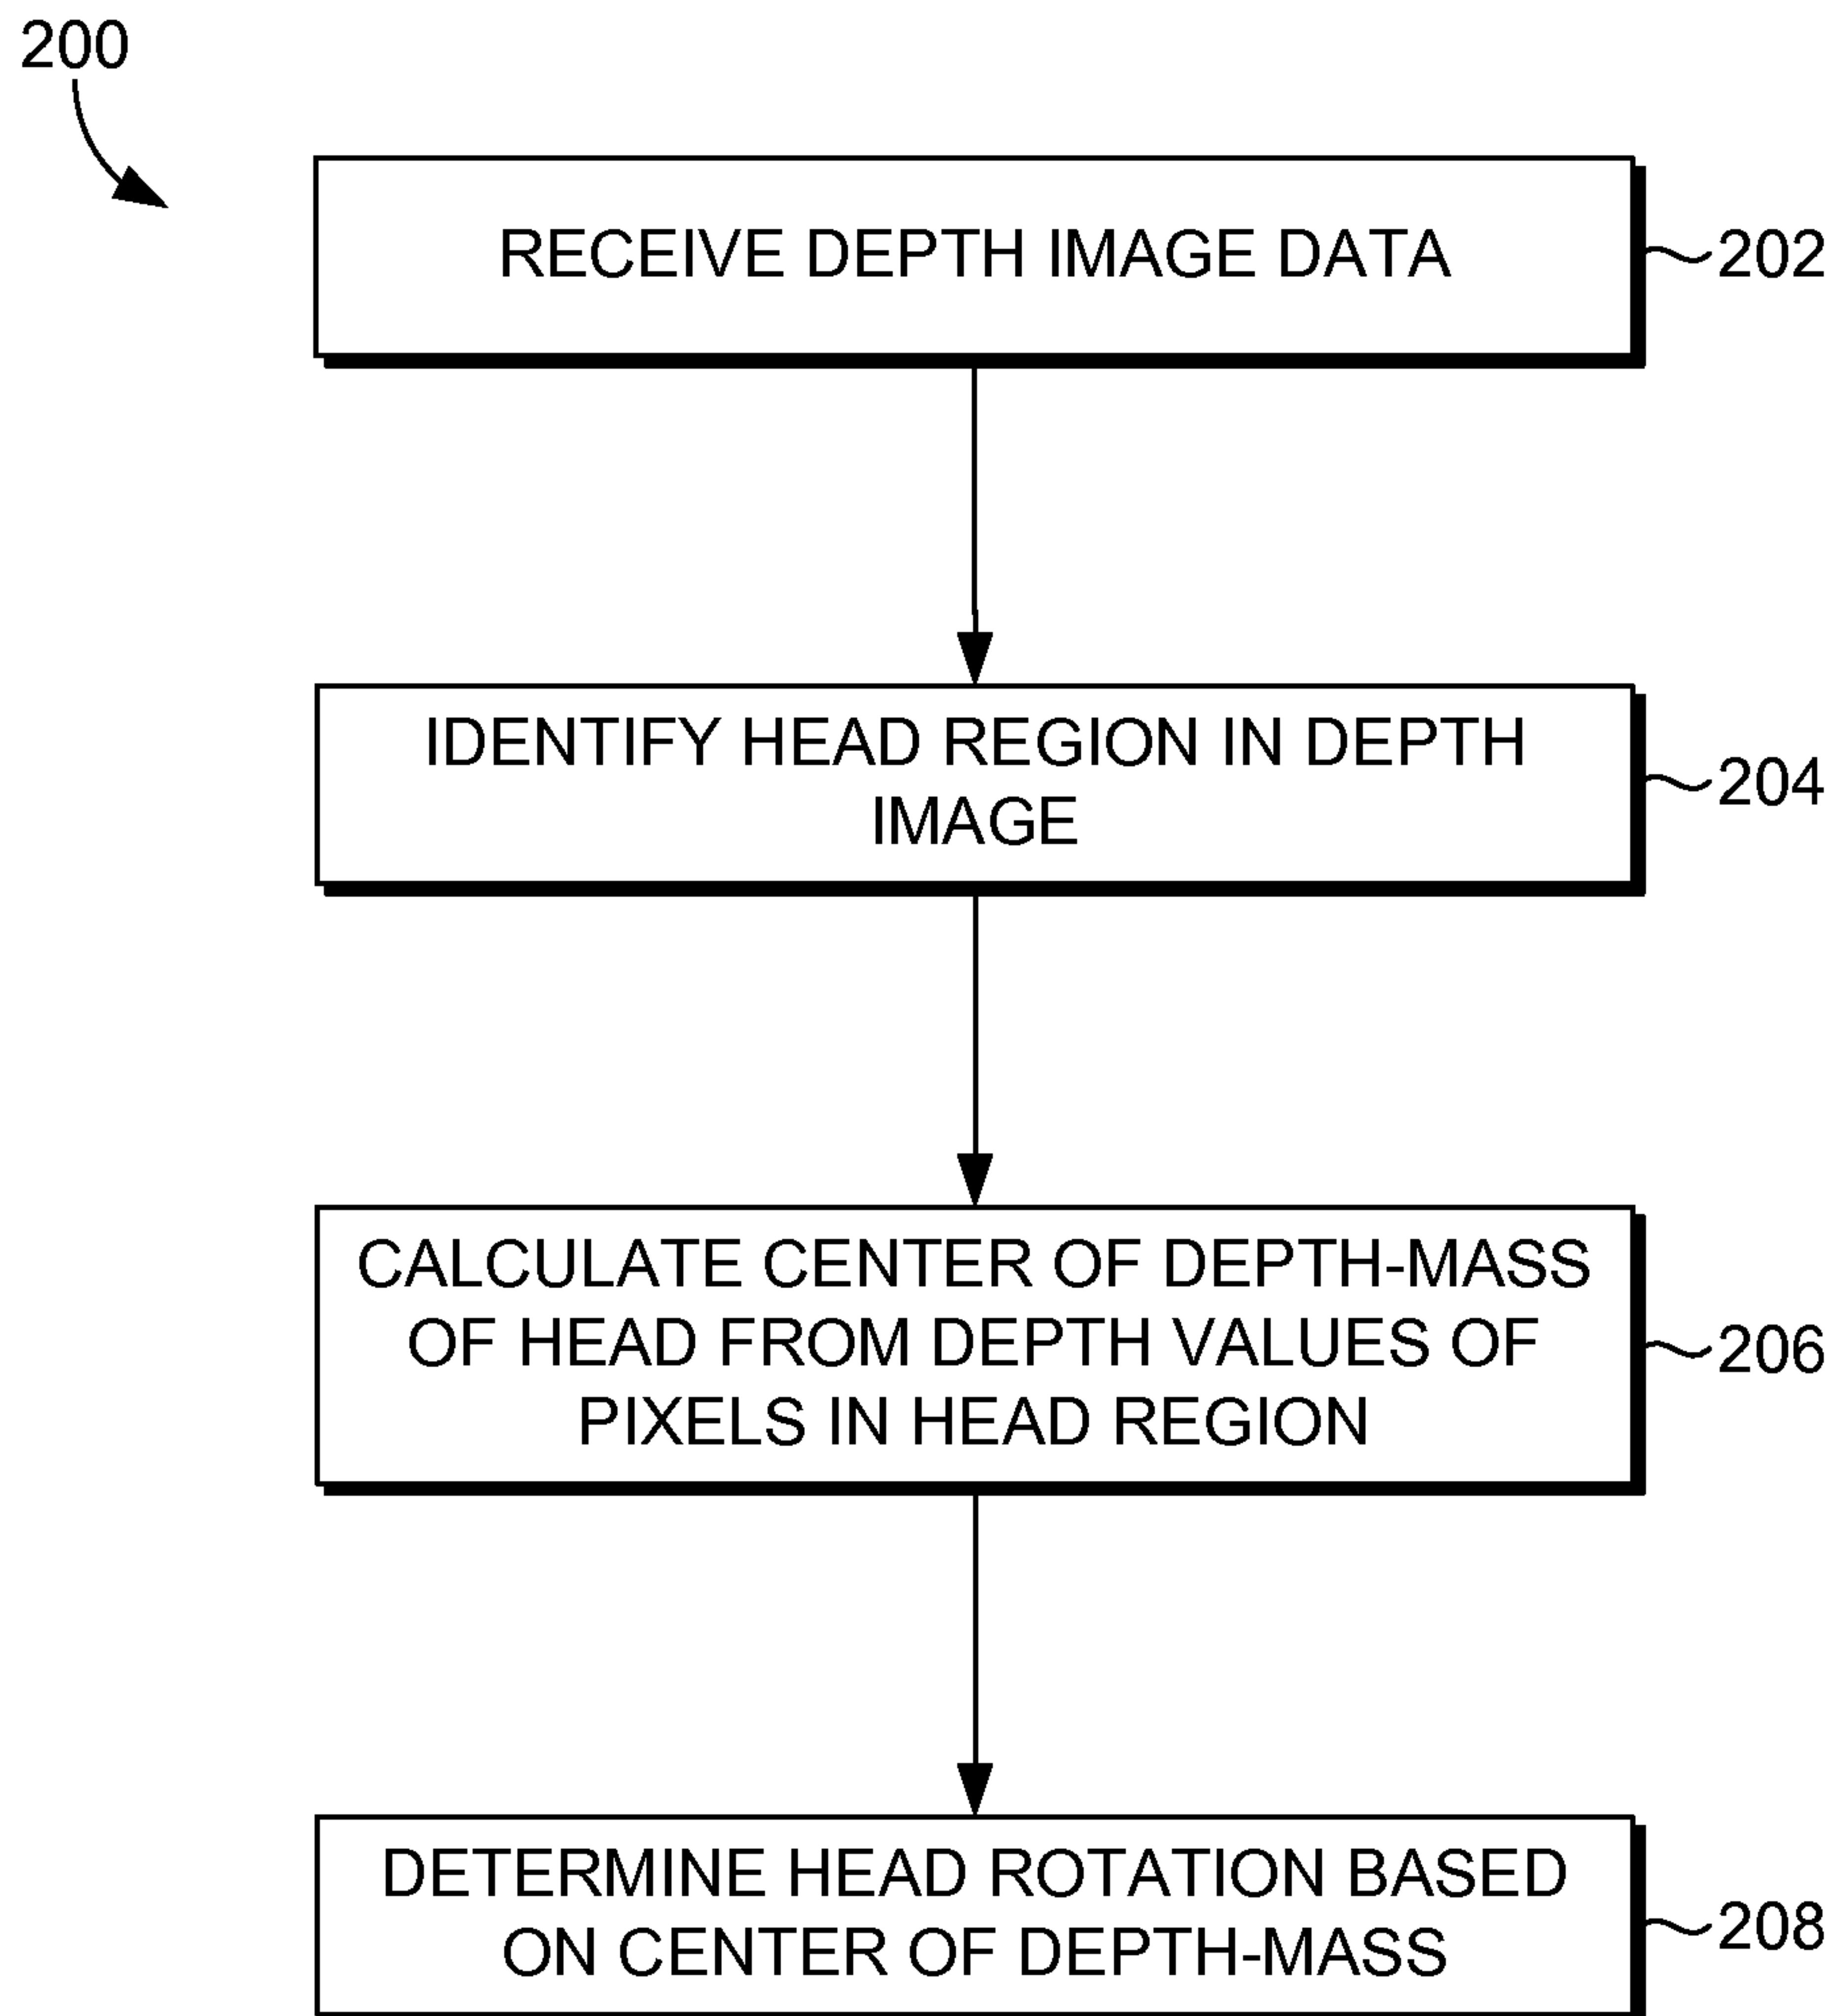 200
RECEIVE DEPTH IMAGE DATA
202
IDENTIFY HEAD REGION IN DEPTH
IMAGE
204
CALCULATE CENTER OF DEPTH-MASS
OF HEAD FROM DEPTH VALUES OF
PIXELS IN HEAD REGION
206
DETERMINE HEAD ROTATION BASED
ON CENTER OF DEPTH-MASS
208